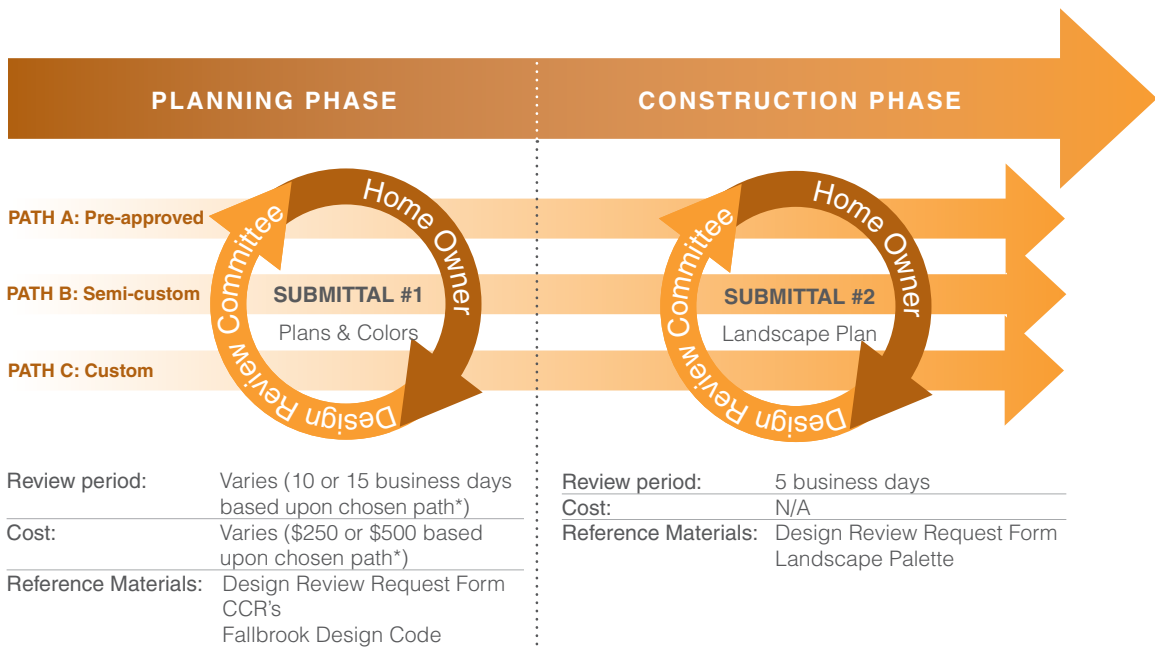 PLANNING PHASE
CONSTRUCTION PHASE
PATH A: Pre-approved
PATH B: Semi-custom
PATH C: Custom
Home Owner
Design Review Committee
SUBMITTAL #1
Plans & Colors
Home Owner
Design Review Committee
SUBMITTAL #2
Landscape Plan
Review period: Varies (10 or 15 business days
based upon chosen path*)
Cost: Varies ($250 or $500 based
upon chosen path*)
Reference Materials: Design Review Request Form
CCR's
Fallbrook Design Code
Review period: 5 business days
Cost: N/A
Reference Materials: Design Review Request Form
Landscape Palette